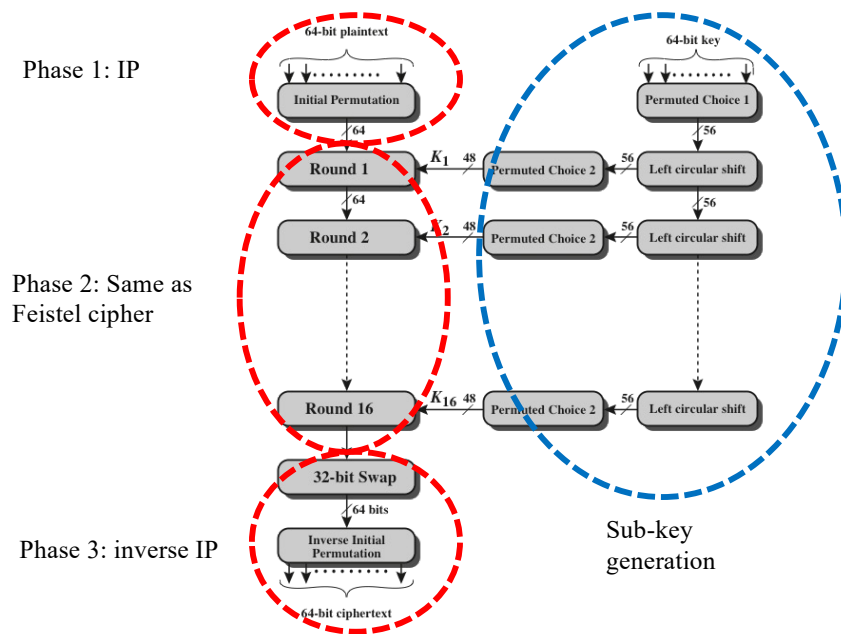 64-bit plaintext
64-bit key
Phase 1: IP
Initial Permutation
Permuted Choice 1
64
56
Round 1
K1
48
Permuted Choice 2
56
Left circular shift
64
56
Round 2
K2
48
Permuted Choice 2
56
Left circular shift
Phase 2: Same as
Feistel cipher
Round 16
K16
48
Permuted Choice 2
56
Left circular shift
32-bit Swap
64 bits
Phase 3: inverse IP
Inverse Initial
Permutation
Sub-key
generation
64-bit ciphertext